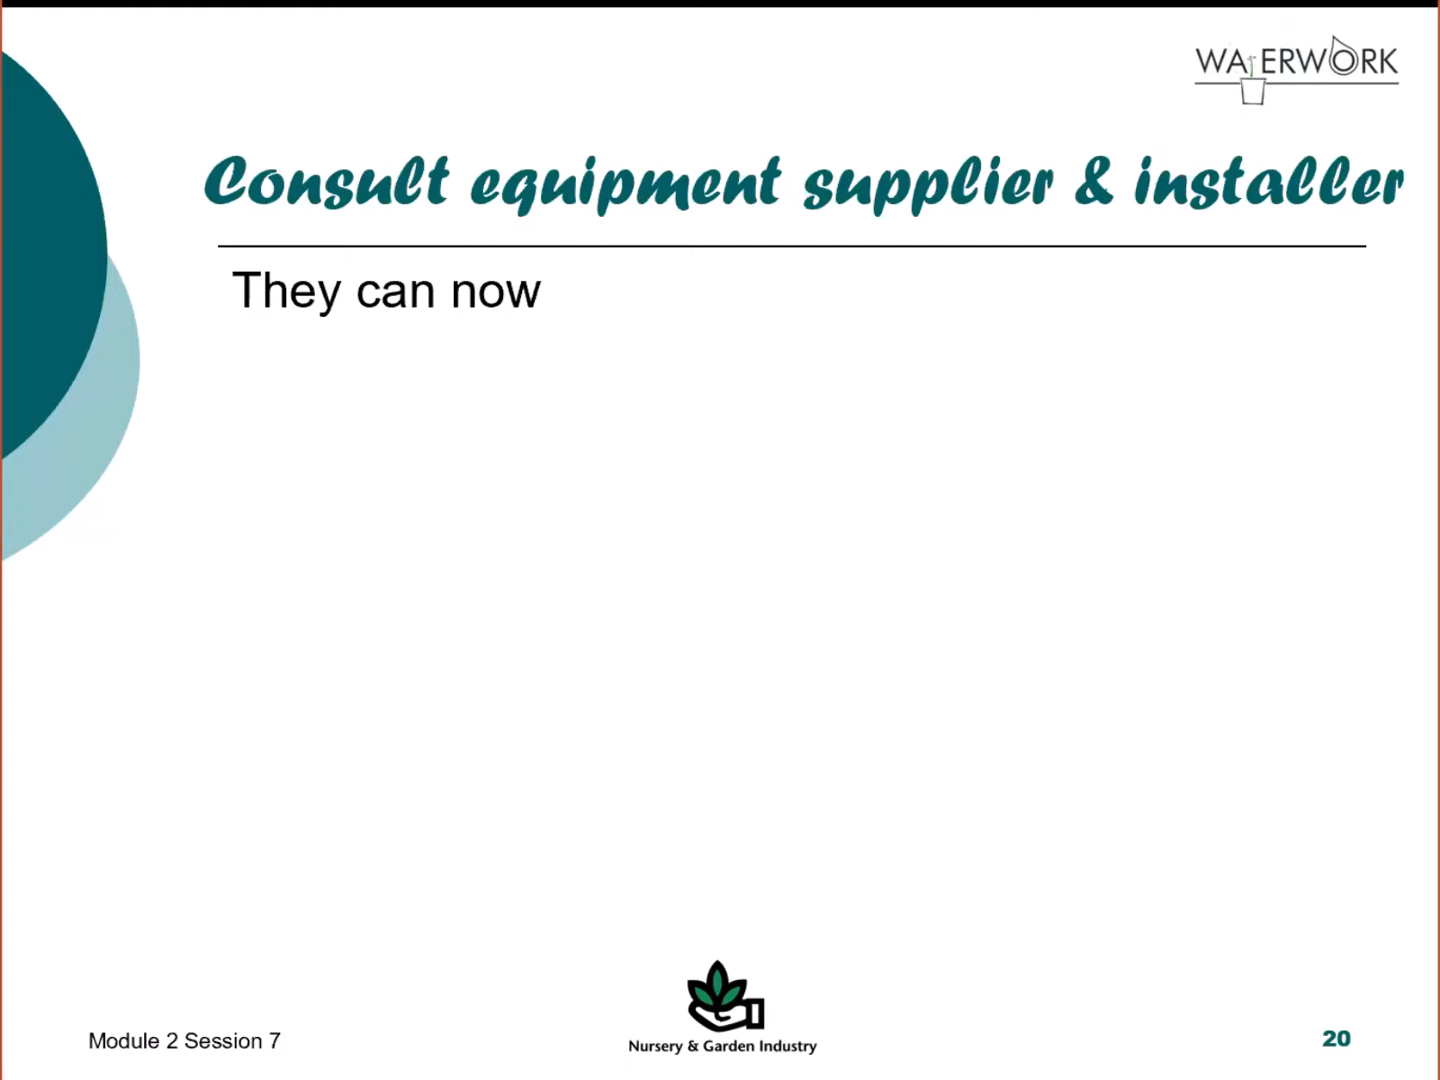 WATERWORK
Consult equipment supplier & installer
They can now
Nursery & Garden Industry
Module 2 Session 7
20